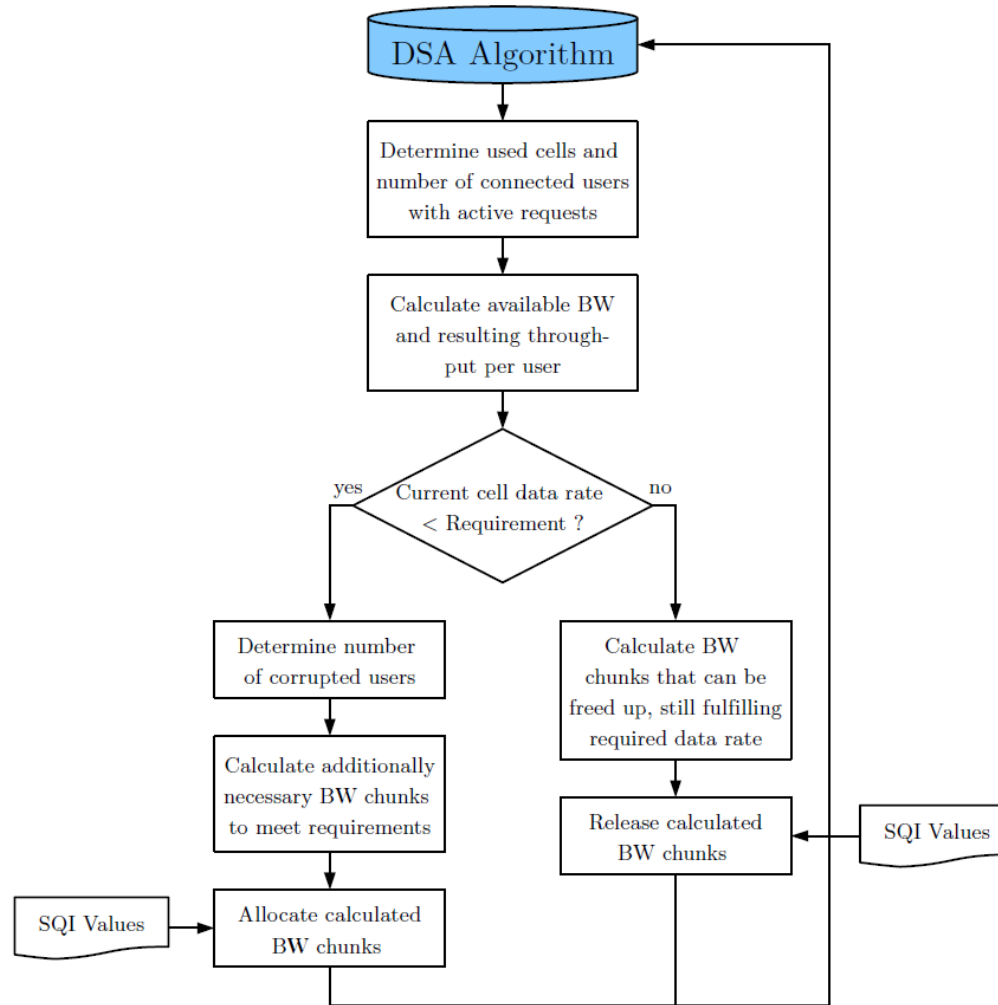 DSA Algorithm
Determine used cells and
number of connected users
with active requests
Calculate available BW
and resulting through-
put per user
yes
Current cell data rate
< Requirement ?
no
Determine number
of corrupted users
Calculate additionally
necessary BW chunks
to meet requirements
SQI Values
Allocate calculated
BW chunks
Calculate BW
chunks that can be
freed up, still fulfilling
required data rate
Release calculated
BW chunks
SQI Values